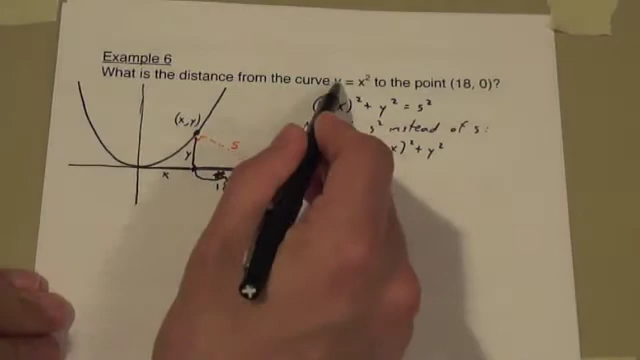 Example 6
What is the distance from the curve y = x² to the point (18, 0)?
x)² + y² = s²
(x, y)
s² instead of s:
s
y
x)² + y²
x